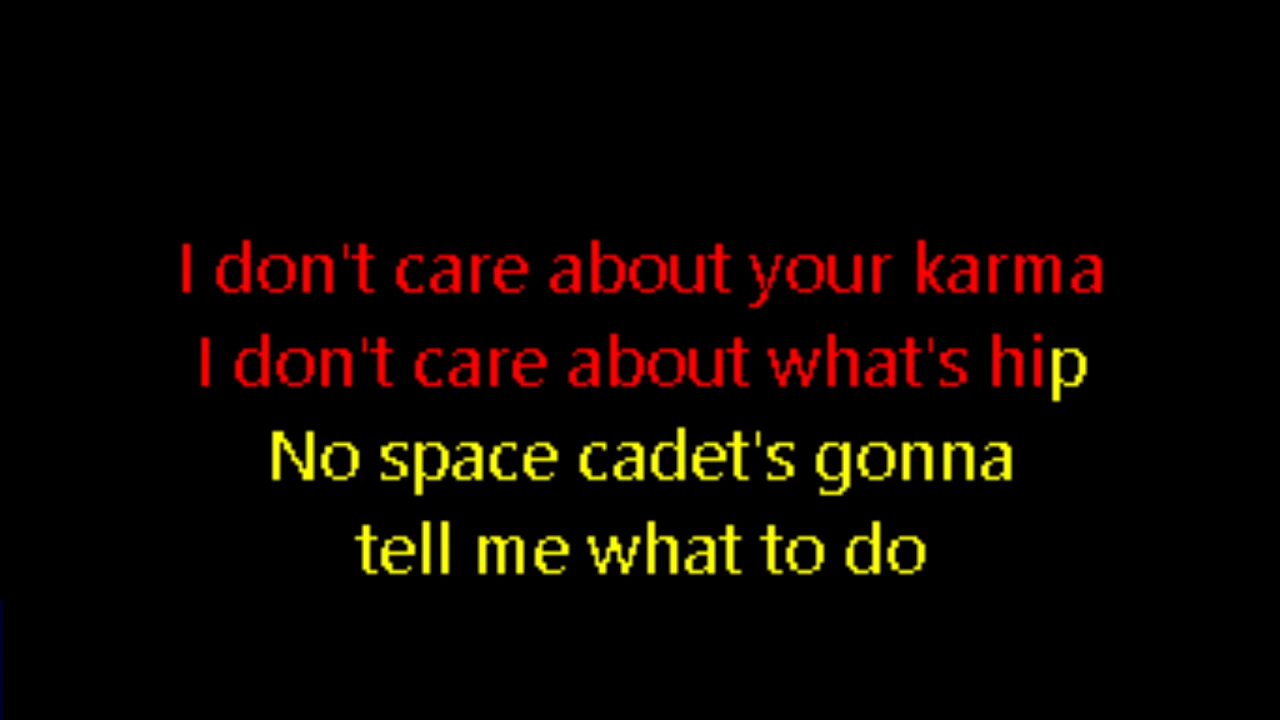 I don't care about your karma
I don't care about what's hip
No space cadet's gonna
tell me what to do